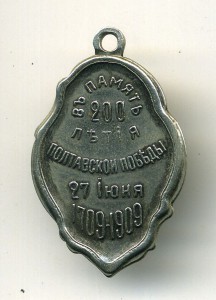 ВЪ ПАМЯТЬ
200
ЛѢТІЯ
ПОЛТАВСКОЙ ПОБѢДЫ
27 ІЮНЯ
1709-1909